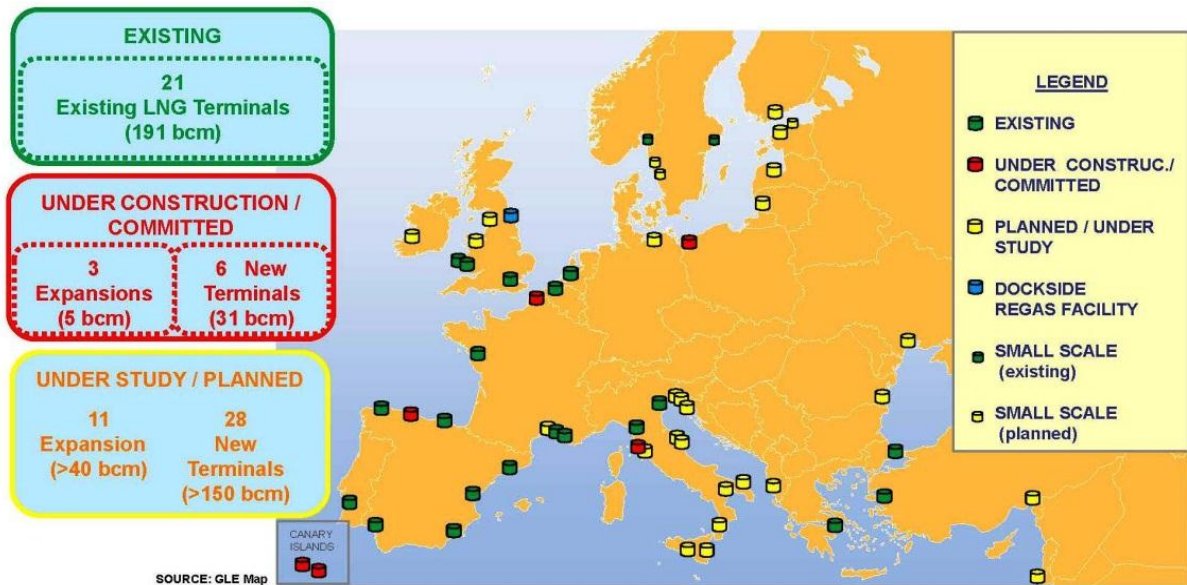 EXISTING
21
Existing LNG Terminals
(191 bcm)
UNDER CONSTRUCTION /
COMMITTED
3
Expansions
(5 bcm)
6 New
Terminals
(31 bcm)
UNDER STUDY / PLANNED
11
Expansion
(>40 bcm)
28
New
Terminals
(>150 bcm)
CANARY
ISLANDS
SOURCE: GLE Map
LEGEND
EXISTING
UNDER CONSTRUC./
COMMITTED
PLANNED / UNDER
STUDY
DOCKSIDE
REGAS FACILITY
SMALL SCALE
(existing)
SMALL SCALE
(planned)